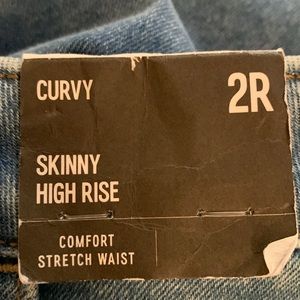 CURVY
2R
SKINNY
HIGH RISE
COMFORT
STRETCH WAIST